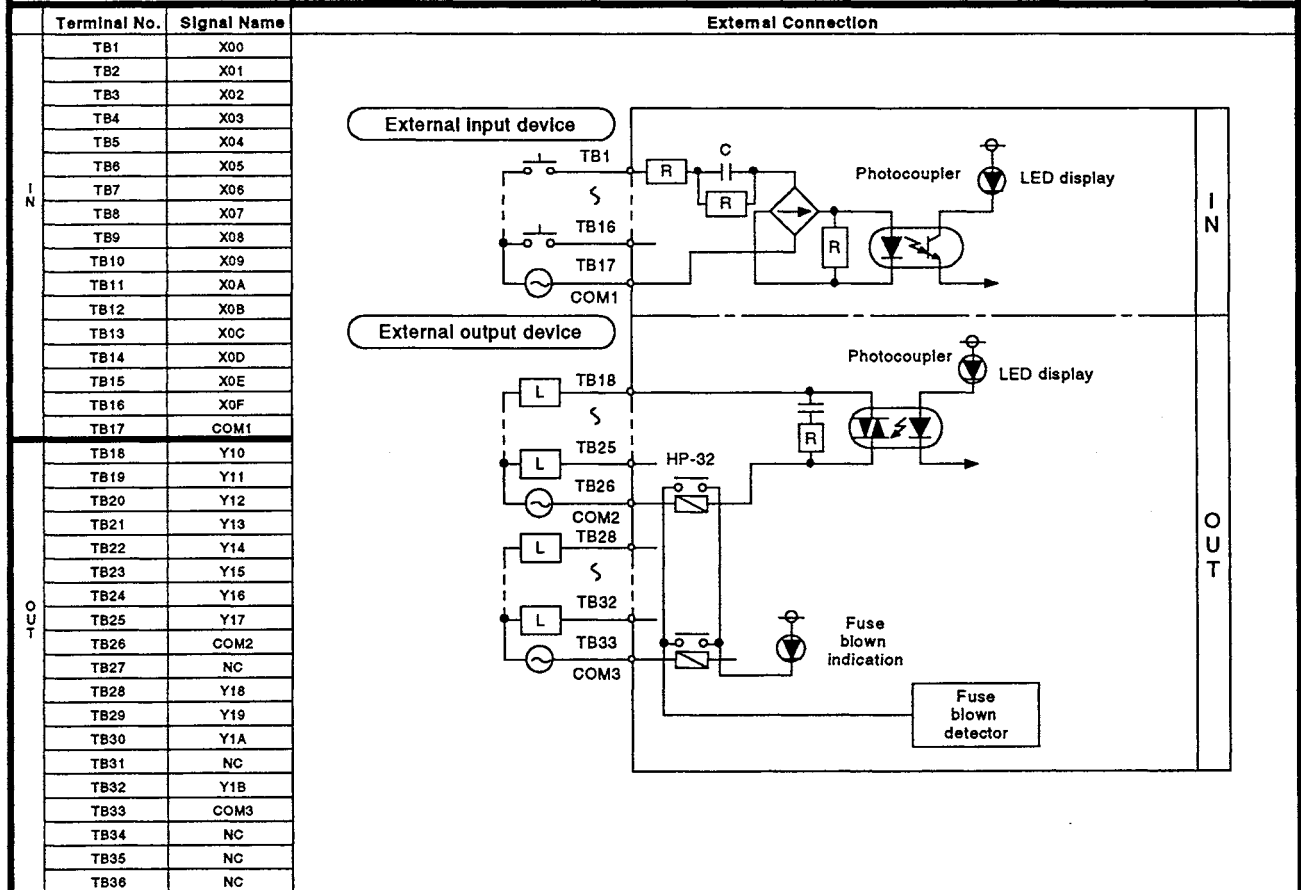 Terminal No. Signal Name External Connection
IN
TB1 X00
TB2 X01
TB3 X02
TB4 X03
TB5 X04
TB6 X05
TB7 X06
TB8 X07
TB9 X08
TB10 X09
TB11 X0A
TB12 X0B
TB13 X0C
TB14 X0D
TB15 X0E
TB16 X0F
TB17 COM1
OUT
TB18 Y10
TB19 Y11
TB20 Y12
TB21 Y13
TB22 Y14
TB23 Y15
TB24 Y16
TB25 Y17
TB26 COM2
TB27 NC
TB28 Y18
TB29 Y19
TB30 Y1A
TB31 NC
TB32 Y1B
TB33 COM3
TB34 NC
TB35 NC
TB36 NC
External input device
TB1
R
C
R
Photocoupler
LED display
TB16
TB17
R
COM1
IN
External output device
Photocoupler
LED display
TB18
L
R
TB25
L
HP-32
TB26
COM2
TB28
L
TB32
L
TB33
COM3
Fuse
blown
indication
Fuse
blown
detector
OUT